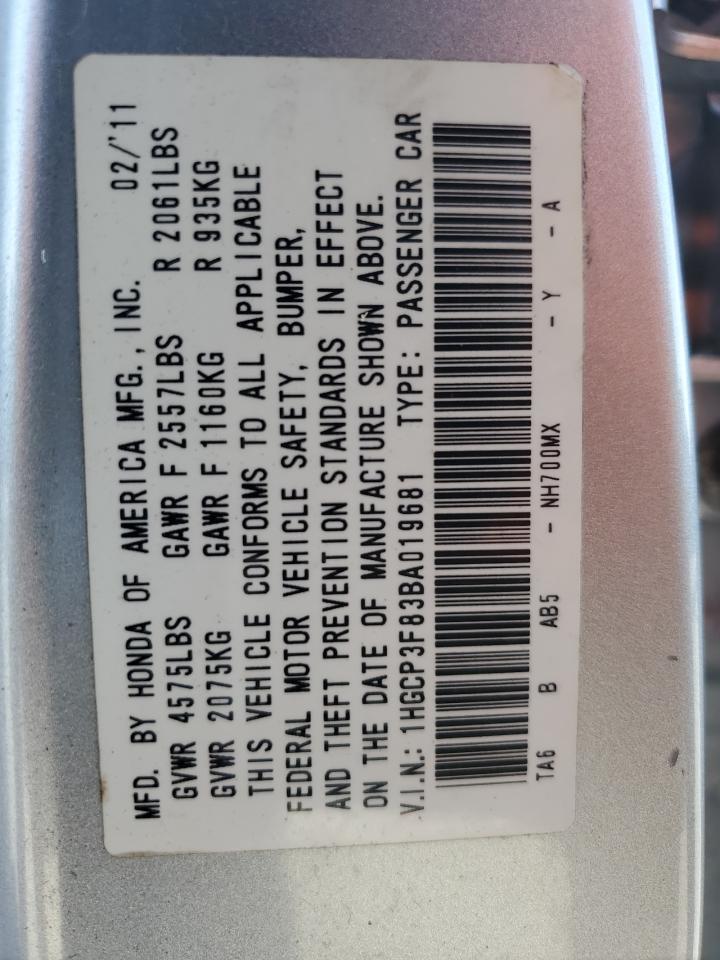 MFD. BY HONDA OF AMERICA MFG., INC. 02/'11
GVWR 4575LBS GAWR F 2557LBS R 2061LBS
GVWR 2075KG GAWR F 1160KG R 935KG
THIS VEHICLE CONFORMS TO ALL APPLICABLE
FEDERAL MOTOR VEHICLE SAFETY, BUMPER,
AND THEFT PREVENTION STANDARDS IN EFFECT
ON THE DATE OF MANUFACTURE SHOWN ABOVE.
V.I.N.: 1HGCP3F83BA019681 TYPE: PASSENGER CAR
TA6 B AB5 - NH700MX - Y - A